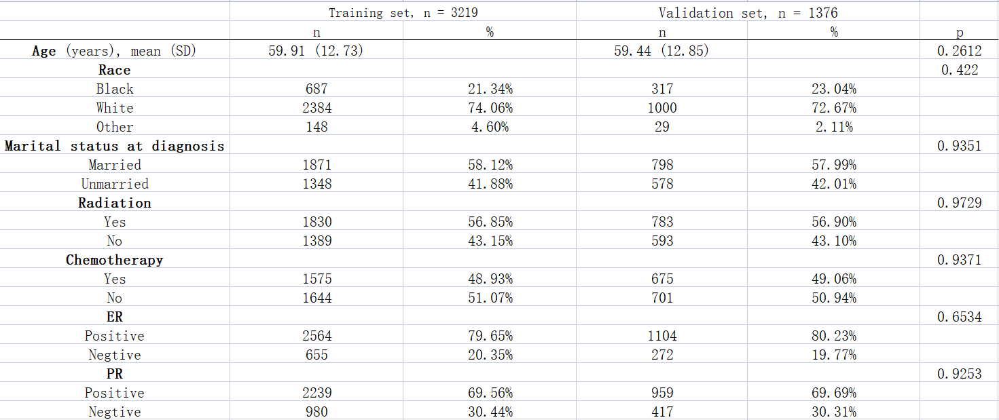 Training set, n = 3219 Validation set, n = 1376
n % n % p
Age (years), mean (SD) 59.91 (12.73) 59.44 (12.85) 0.2612
Race 0.422
Black 687 21.34% 317 23.04%
White 2384 74.06% 1000 72.67%
Other 148 4.60% 29 2.11%
Marital status at diagnosis 0.9351
Married 1871 58.12% 798 57.99%
Unmarried 1348 41.88% 578 42.01%
Radiation 0.9729
Yes 1830 56.85% 783 56.90%
No 1389 43.15% 593 43.10%
Chemotherapy 0.9371
Yes 1575 48.93% 675 49.06%
No 1644 51.07% 701 50.94%
ER 0.6534
Positive 2564 79.65% 1104 80.23%
Negtive 655 20.35% 272 19.77%
PR 0.9253
Positive 2239 69.56% 959 69.69%
Negtive 980 30.44% 417 30.31%